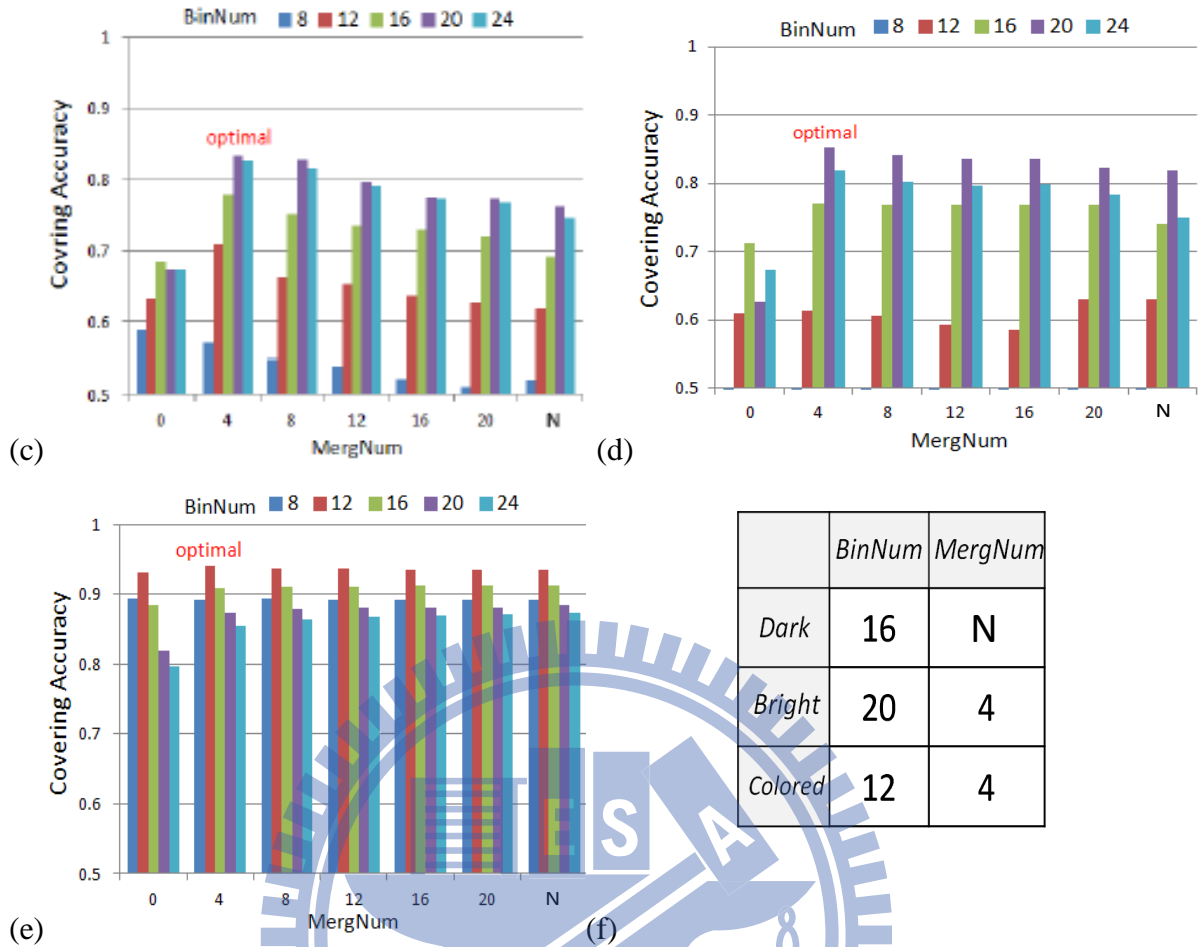 BinNum 8 12 16 20 24
1
0.9
0.8
0.7
0.6
0.5
Covring Accuracy
optimal
0 4 8 12 16 20 N
MergNum
(c)
BinNum 8 12 16 20 24
1
0.9
0.8
0.7
0.6
0.5
Covering Accuracy
optimal
0 4 8 12 16 20 N
MergNum
(d)
BinNum 8 12 16 20 24
1
0.9
0.8
0.7
0.6
0.5
Covering Accuracy
optimal
0 4 8 12 16 20 N
MergNum
(e)
BinNum MergNum
Dark 16 N
Bright 20 4
Colored 12 4
(f)
ESA
8